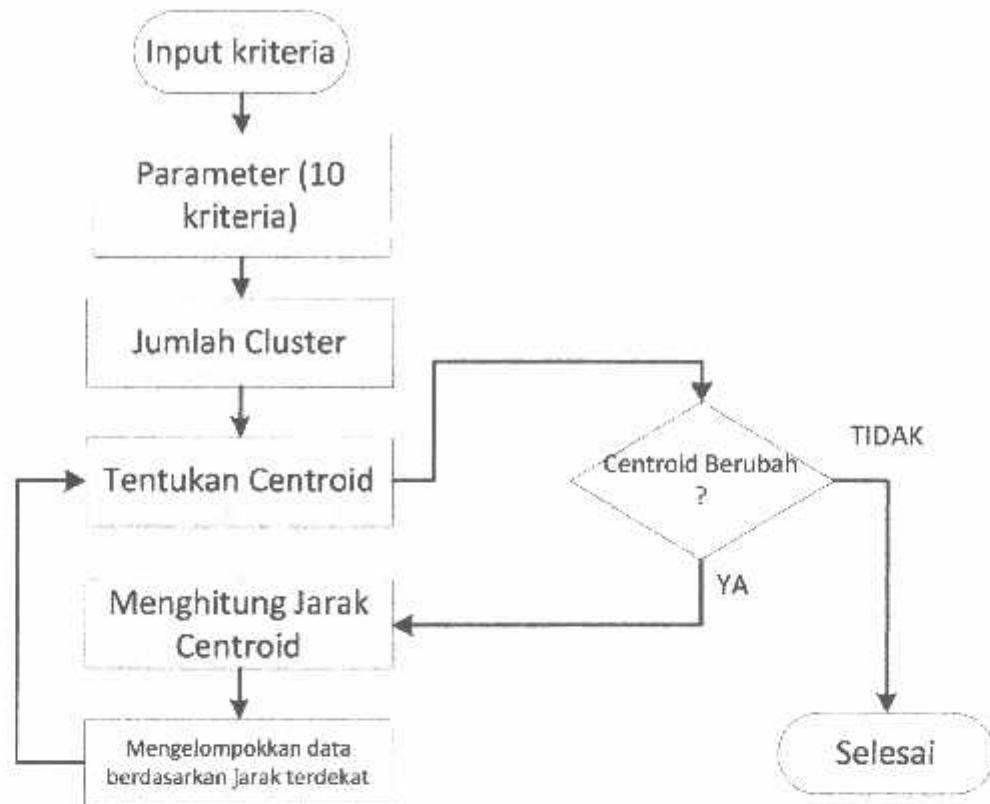 Input kriteria
Parameter (10
kriteria)
Jumlah Cluster
Tentukan Centroid
Centroid Berubah
?
TIDAK
YA
Menghitung Jarak
Centroid
Mengelompokkan data
berdasarkan jarak terdekat
Selesai